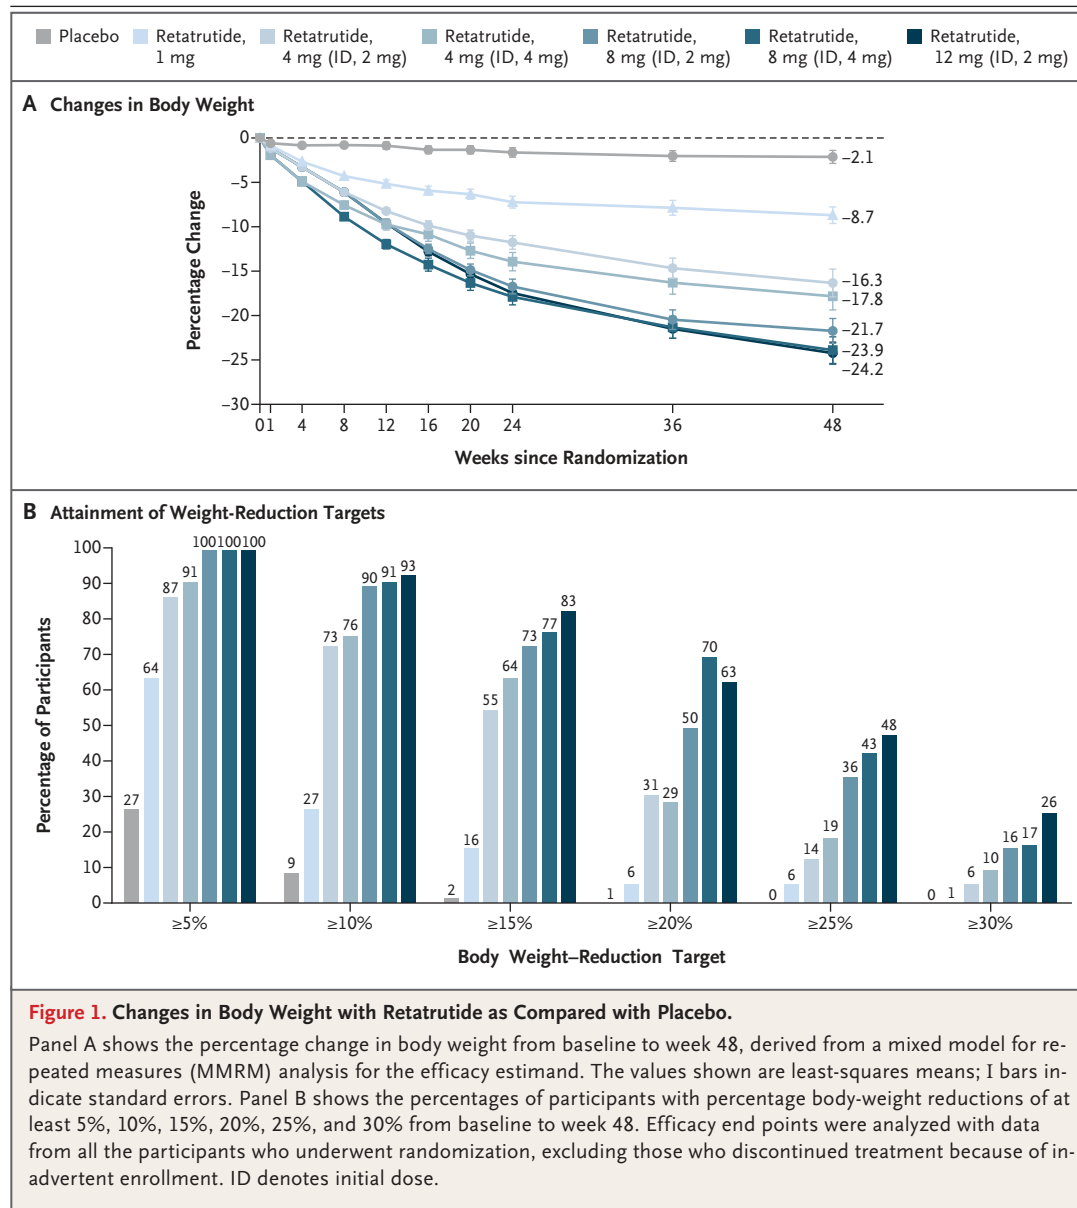 Placebo
Retatrutide,
1 mg
Retatrutide,
4 mg (ID, 2 mg)
Retatrutide,
4 mg (ID, 4 mg)
Retatrutide,
8 mg (ID, 2 mg)
Retatrutide,
8 mg (ID, 4 mg)
Retatrutide,
12 mg (ID, 2 mg)
A Changes in Body Weight
Percentage Change
0
−5
−10
−15
−20
−25
−30
−2.1
−8.7
−16.3
−17.8
−21.7
−23.9
−24.2
0 1 4 8 12 16 20 24 36 48
Weeks since Randomization
B Attainment of Weight-Reduction Targets
Percentage of Participants
100
90
80
70
60
50
40
30
20
10
0
27 64 87 91 100 100 100
9 27 73 76 90 91 93
2 16 55 64 73 77 83
1 6 31 29 50 70 63
0 6 14 19 36 43 48
0 1 6 10 16 17 26
≥5% ≥10% ≥15% ≥20% ≥25% ≥30%
Body Weight–Reduction Target
Figure 1. Changes in Body Weight with Retatrutide as Compared with Placebo.
Panel A shows the percentage change in body weight from baseline to week 48, derived from a mixed model for re-
peated measures (MMRM) analysis for the efficacy estimand. The values shown are least-squares means; I bars in-
dicate standard errors. Panel B shows the percentages of participants with percentage body-weight reductions of at
least 5%, 10%, 15%, 20%, 25%, and 30% from baseline to week 48. Efficacy end points were analyzed with data
from all the participants who underwent randomization, excluding those who discontinued treatment because of in-
advertent enrollment. ID denotes initial dose.